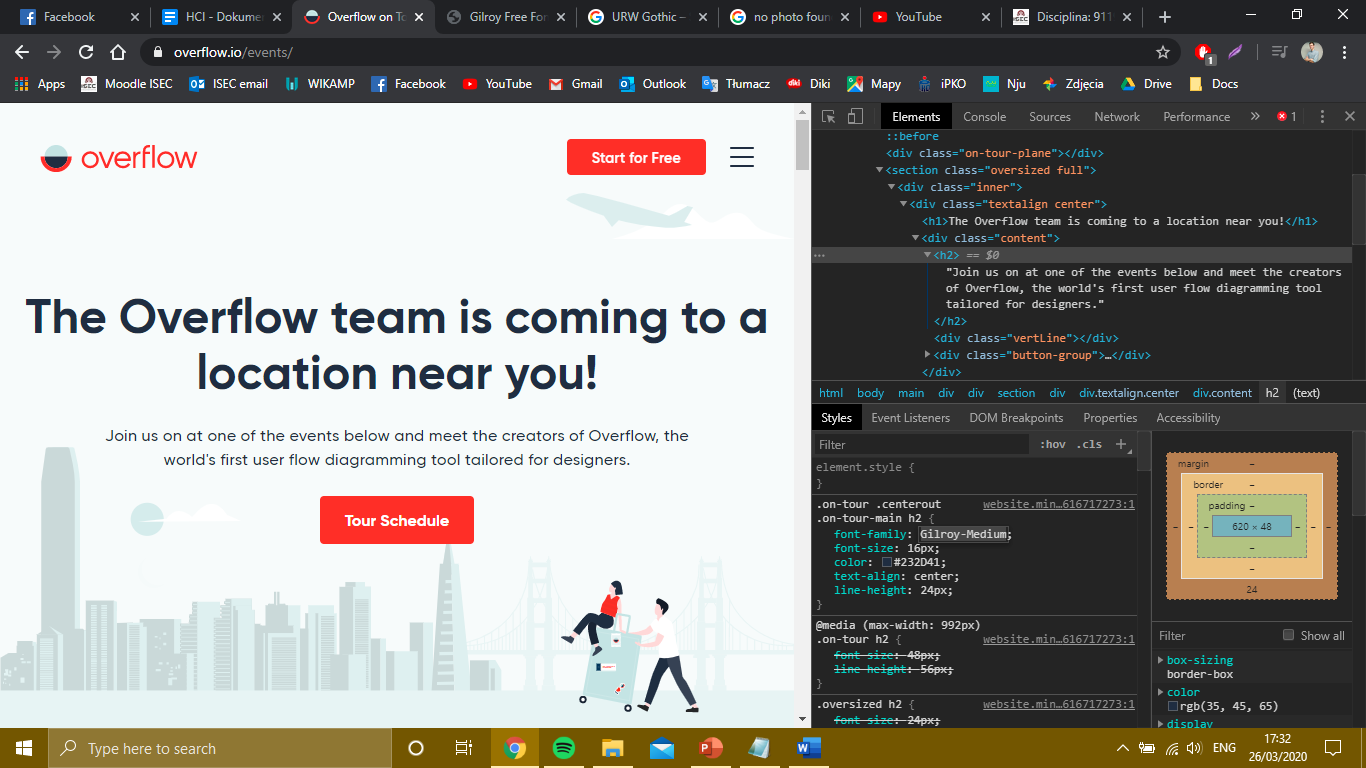 Facebook
HCI - Dokume
Overflow on To
Gilroy Free Fon
URW Gothic –
no photo foun
YouTube
Disciplina: 911
overflow.io/events/
1
Apps
Moodle ISEC
ISEC email
WIKAMP
Facebook
YouTube
Gmail
Outlook
Tłumacz
Diki
Mapy
iPKO
Nju
Zdjęcia
Drive
Docs
overflow
Start for Free
The Overflow team is coming to a
location near you!
Join us on at one of the events below and meet the creators of Overflow, the
world's first user flow diagramming tool tailored for designers.
Tour Schedule
Elements
Console
Sources
Network
Performance
»
1
::before
<div class="on-tour-plane"></div>
<section class="oversized full">
<div class="inner">
<div class="textalign center">
<h1>The Overflow team is coming to a location near you!</h1>
<div class="content">
<h2> == $0
"Join us on at one of the events below and meet the creators
of Overflow, the world's first user flow diagramming tool
tailored for designers."
</h2>
<div class="vertLine"></div>
<div class="button-group">…</div>
</div>
html body main div div section div div.textalign.center div.content h2 (text)
Styles
Event Listeners
DOM Breakpoints
Properties
Accessibility
Filter
:hov .cls +
element.style {
}
.on-tour .centerout website.min…616717273:1
.on-tour-main h2 {
font-family: Gilroy-Medium;
font-size: 16px;
color: #232D41;
text-align: center;
line-height: 24px;
}
@media (max-width: 992px)
.on-tour h2 { website.min…616717273:1
font-size: 48px;
line-height: 56px;
}
.oversized h2 { website.min…616717273:1
font-size: 24px;
margin –
border –
padding –
– – – 620 × 48 – – –
–
–
24
Filter
Show all
box-sizing
border-box
color
rgb(35, 45, 65)
display
Type here to search
ENG
17:32
26/03/2020